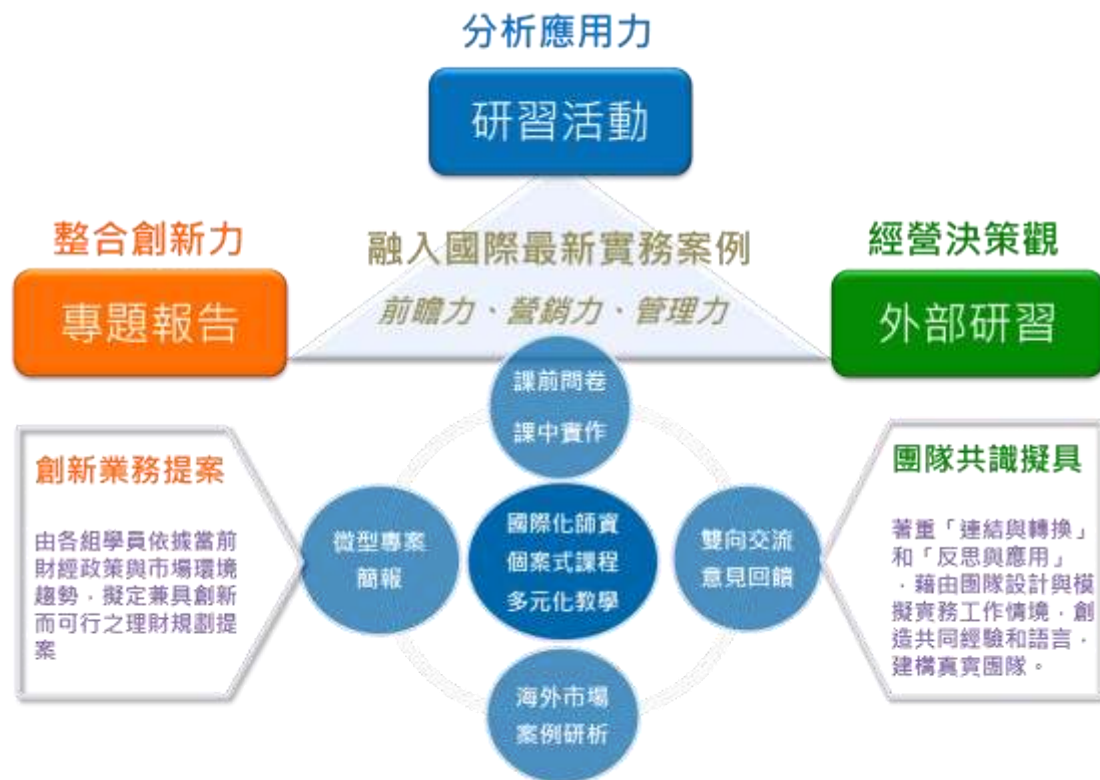 分析應用力
研習活動
整合創新力
專題報告
融入國際最新實務案例
前瞻力、營銷力、管理力
經營決策觀
外部研習
課前問卷
課中實作
創新業務提案
由各組學員依據當前
財經政策與市場環境
趨勢，擬定兼具創新
而可行之理財規劃提
案
微型專案
簡報
國際化師資
個案式課程
多元化教學
雙向交流
意見回饋
海外市場
案例研析
團隊共識擬具
著重「連結與轉換」
和「反思與應用」
，藉由團隊設計與模
擬實務工作情境，創
造共同經驗和語言，
建構真實團隊。